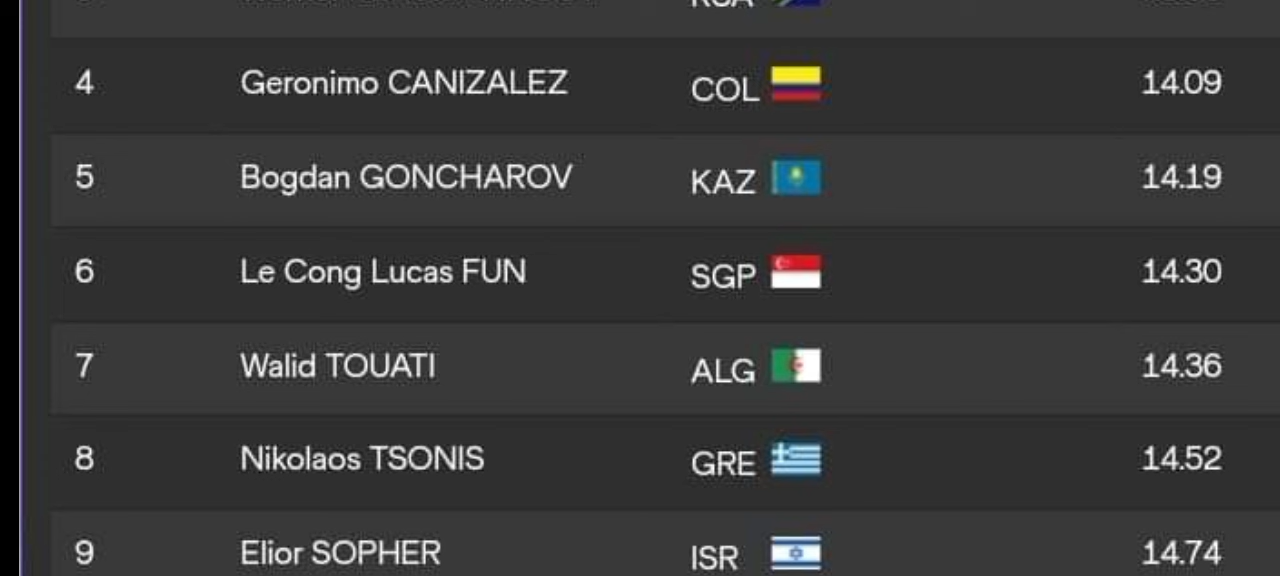 RSA
4 Geronimo CANIZALEZ COL 14.09
5 Bogdan GONCHAROV KAZ 14.19
6 Le Cong Lucas FUN SGP 14.30
7 Walid TOUATI ALG 14.36
8 Nikolaos TSONIS GRE 14.52
9 Elior SOPHER ISR 14.74